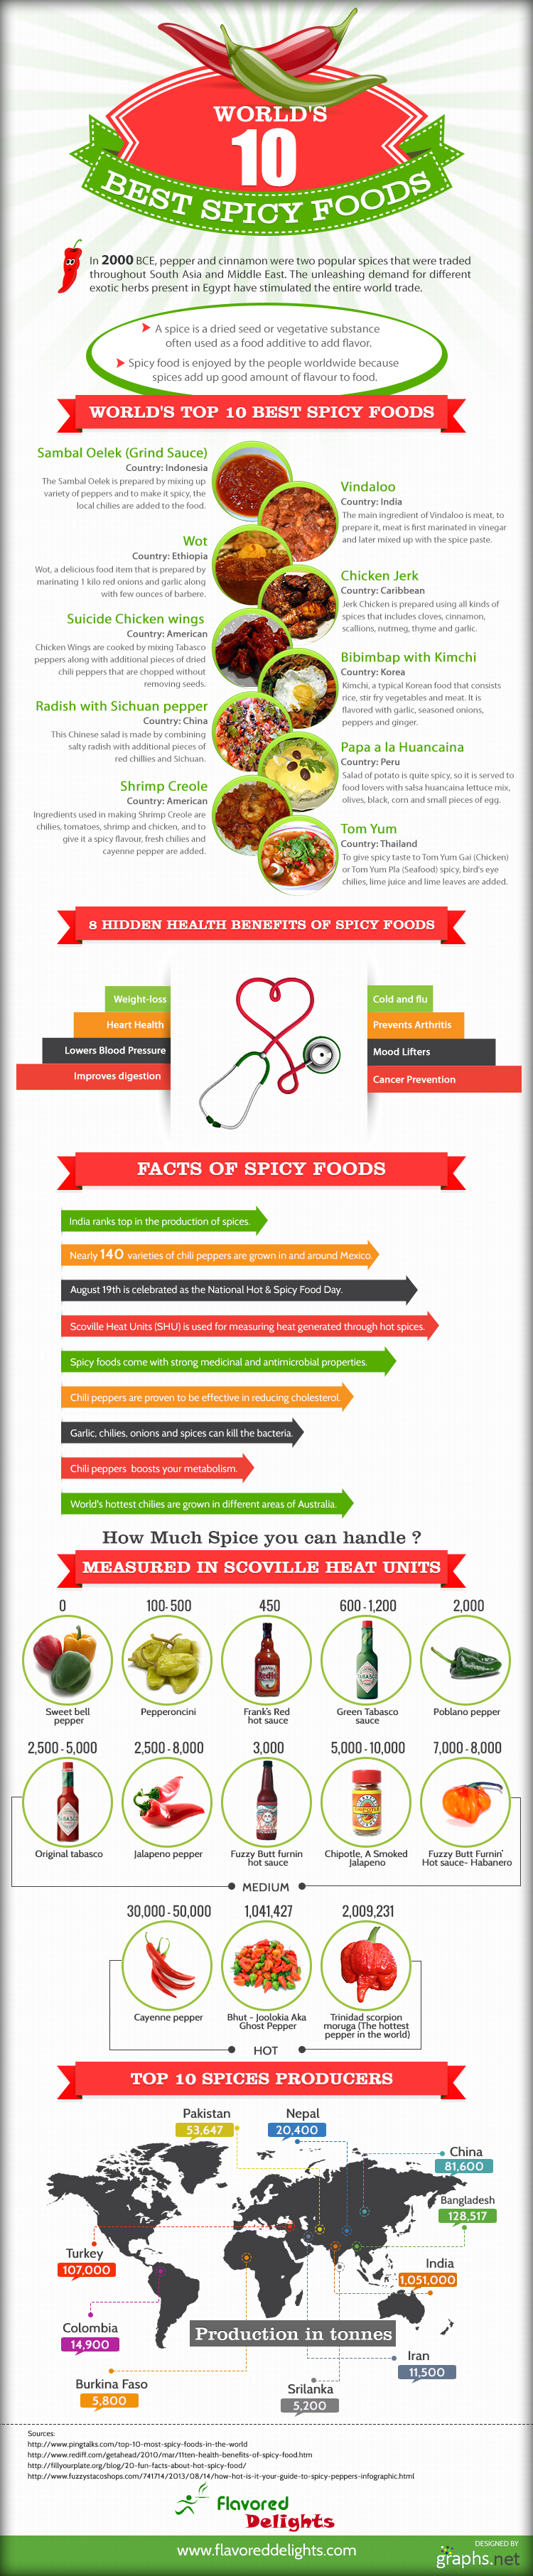 WORLD'S
10
BEST SPICY FOODS
In 2000 BCE, pepper and cinnamon were two popular spices that were traded
throughout South Asia and Middle East. The unleashing demand for different
exotic herbs present in Egypt have stimulated the entire world trade.
A spice is a dried seed or vegetative substance
often used as a food additive to add flavor.
Spicy food is enjoyed by the people worldwide because
spices add up good amount of flavour to food.
WORLD'S TOP 10 BEST SPICY FOODS
Sambal Oelek (Grind Sauce)
Country: Indonesia
The Sambal Oelek is prepared by mixing up
variety of peppers and to make it spicy, the
local chilies are added to the food.
Vindaloo
Country: India
The main ingredient of Vindaloo is meat, to
prepare it, meat is first marinated in vinegar
and later mixed up with the spice paste.
Wot
Country: Ethiopia
Wot, a delicious food item that is prepared by
marinating 1 kilo red onions and garlic along
with few ounces of barbere.
Chicken Jerk
Country: Caribbean
Jerk Chicken is prepared using all kinds of
spices that includes cloves, cinnamon,
scallions, nutmeg, thyme and garlic.
Suicide Chicken wings
Country: American
Chicken Wings are cooked by mixing Tabasco
peppers along with additional pieces of dried
chili peppers that are chopped without
removing seeds.
Bibimbap with Kimchi
Country: Korea
Kimchi, a typical Korean food that consists
rice, stir fry vegetables and meat. It is
flavored with garlic, seasoned onions,
peppers and ginger.
Radish with Sichuan pepper
Country: China
This Chinese salad is made by combining
salty radish with additional pieces of
red chillies and Sichuan.
Papa a la Huancaina
Country: Peru
Salad of potato is quite spicy, so it is served to
food lovers with salsa huancaina lettuce mix,
olives, black, corn and small pieces of egg.
Shrimp Creole
Country: American
Ingredients used in making Shrimp Creole are
chilies, tomatoes, shrimp and chicken, and to
give it a spicy flavour, fresh chilies and
cayenne pepper are added.
Tom Yum
Country: Thailand
To give spicy taste to Tom Yum Gai (Chicken)
or Tom Yum Pla (Seafood) spicy, bird's eye
chilies, lime juice and lime leaves are added.
8 HIDDEN HEALTH BENEFITS OF SPICY FOODS
Weight-loss
Heart Health
Lowers Blood Pressure
Improves digestion
Cold and flu
Prevents Arthritis
Mood Lifters
Cancer Prevention
FACTS OF SPICY FOODS
India ranks top in the production of spices.
Nearly 140 varieties of chili peppers are grown in and around Mexico.
August 19th is celebrated as the National Hot & Spicy Food Day.
Scoville Heat Units (SHU) is used for measuring heat generated through hot spices.
Spicy foods come with strong medicinal and antimicrobial properties.
Chili peppers are proven to be effective in reducing cholesterol.
Garlic, chilies, onions and spices can kill the bacteria.
Chili peppers boosts your metabolism.
World's hottest chilies are grown in different areas of Australia.
How Much Spice you can handle ?
MEASURED IN SCOVILLE HEAT UNITS
0
Sweet bell
pepper
100-500
Pepperoncini
450
Frank's Red
hot sauce
600 - 1,200
TABASCO
Green Tabasco
sauce
2,000
Poblano pepper
2,500 - 5,000
TABASCO
Original tabasco
2,500 - 8,000
Jalapeno pepper
3,000
Fuzzy Butt furnin
hot sauce
5,000 - 10,000
CHIPOTLE
Chipotle, A Smoked
Jalapeno
7,000 - 8,000
Fuzzy Butt Furnin'
Hot sauce- Habanero
MEDIUM
30,000 - 50,000
Cayenne pepper
1,041,427
Bhut - Joolokia Aka
Ghost Pepper
2,009,231
Trinidad scorpion
moruga (The hottest
pepper in the world)
HOT
TOP 10 SPICES PRODUCERS
Pakistan
53,647
Nepal
20,400
China
81,600
Bangladesh
128,517
Turkey
107,000
India
1,051,000
Colombia
14,900
Production in tonnes
Iran
11,500
Burkina Faso
5,800
Srilanka
5,200
Sources:
http://www.pingtalks.com/top-10-most-spicy-foods-in-the-world
http://www.rediff.com/getahead/2010/mar/11ten-health-benefits-of-spicy-food.htm
http://fillyourplate.org/blog/20-fun-facts-about-hot-spicy-food/
http://www.fuzzystacoshops.com/741714/2013/08/14/how-hot-is-it-your-guide-to-spicy-peppers-infographic.html
Flavored
Delights
www.flavoreddelights.com
DESIGNED BY
graphs.net